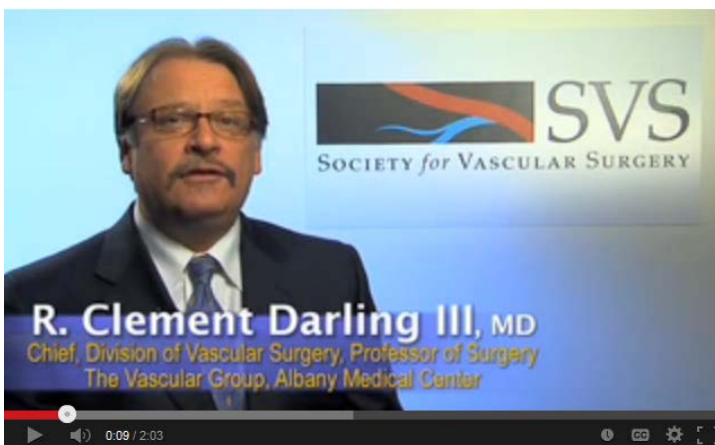 SVS
SOCIETY for VASCULAR SURGERY
R. Clement Darling III, MD
Chief, Division of Vascular Surgery, Professor of Surgery
The Vascular Group, Albany Medical Center
0:09 / 2:03
CC